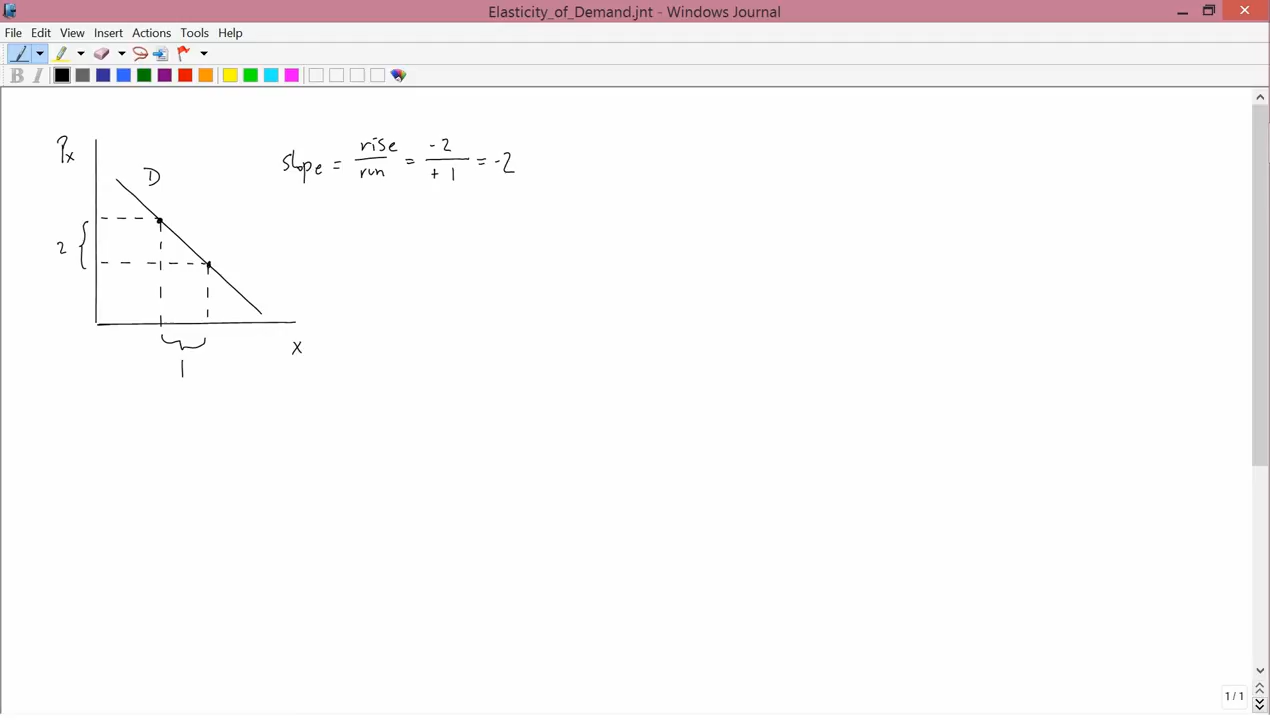 Elasticity_of_Demand.jnt - Windows Journal
File Edit View Insert Actions Tools Help
B I
Px
D
slope = rise/run = -2/+1 = -2
2
x
1
1 / 1